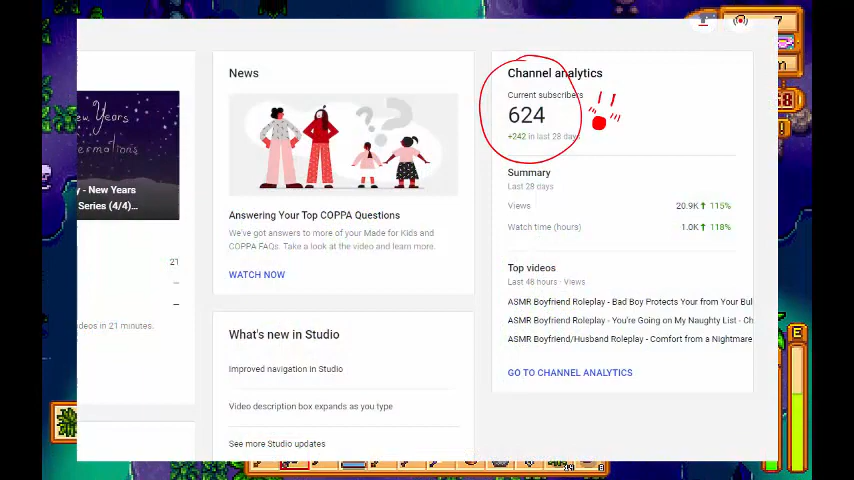 ew Years
ermations
y - New Years
Series (4/4)...
21
deos in 21 minutes.
News
Answering Your Top COPPA Questions
We've got answers to more of your Made for Kids and
COPPA FAQs. Take a look at the video and learn more.
WATCH NOW
What's new in Studio
Improved navigation in Studio
Video description box expands as you type
See more Studio updates
Channel analytics
Current subscribers
624
+242 in last 28 days
Summary
Last 28 days
Views 20.9K 115%
Watch time (hours) 1.0K 118%
Top videos
Last 48 hours · Views
ASMR Boyfriend Roleplay - Bad Boy Protects Your from Your Bul
ASMR Boyfriend Roleplay - You're Going on My Naughty List - Ch
ASMR Boyfriend/Husband Roleplay - Comfort from a Nightmare
GO TO CHANNEL ANALYTICS
7
m
E